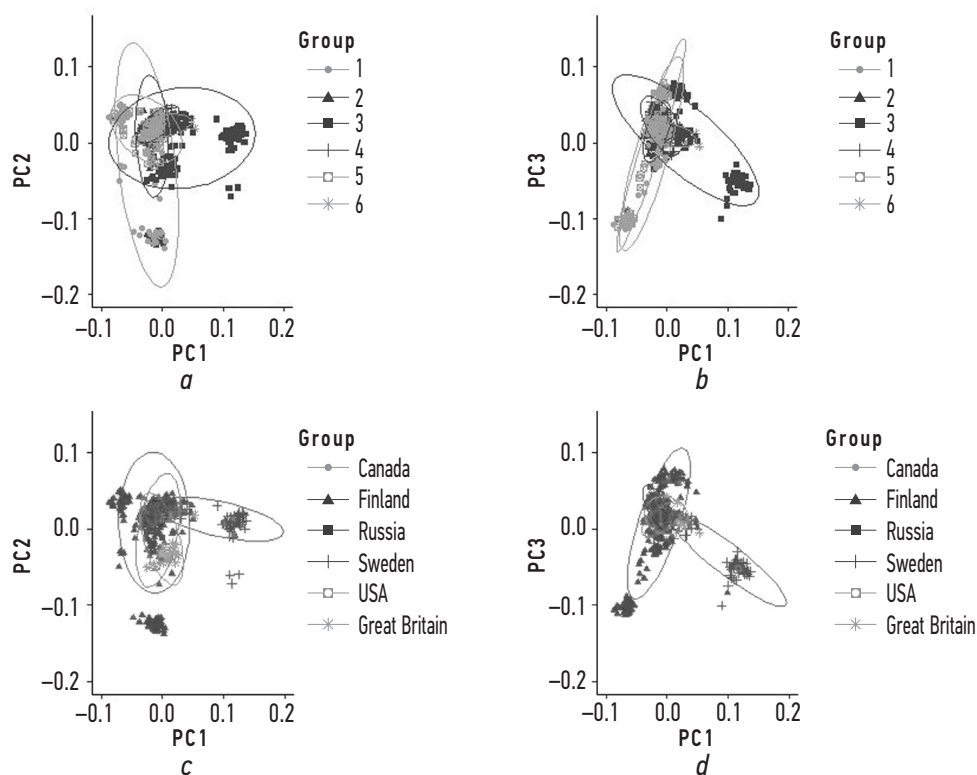 Group
1
2
3
4
5
6
PC2
0.1
0.0
–0.1
–0.2
–0.1
0.0
0.1
0.2
PC1
a
Group
1
2
3
4
5
6
PC3
0.1
0.0
–0.1
–0.2
–0.1
0.0
0.1
0.2
PC1
b
Group
Canada
Finland
Russia
Sweden
USA
Great Britain
PC2
0.1
0.0
–0.1
–0.2
–0.1
0.0
0.1
0.2
PC1
c
Group
Canada
Finland
Russia
Sweden
USA
Great Britain
PC3
0.1
0.0
–0.1
–0.2
–0.1
0.0
0.1
0.2
PC1
d